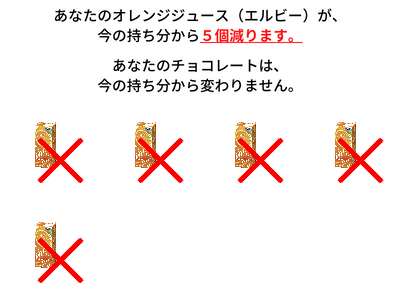 あなたのオレンジジュース（エルビー）が、
今の持ち分から５個減ります。
あなたのチョコレートは、
今の持ち分から変わりません。